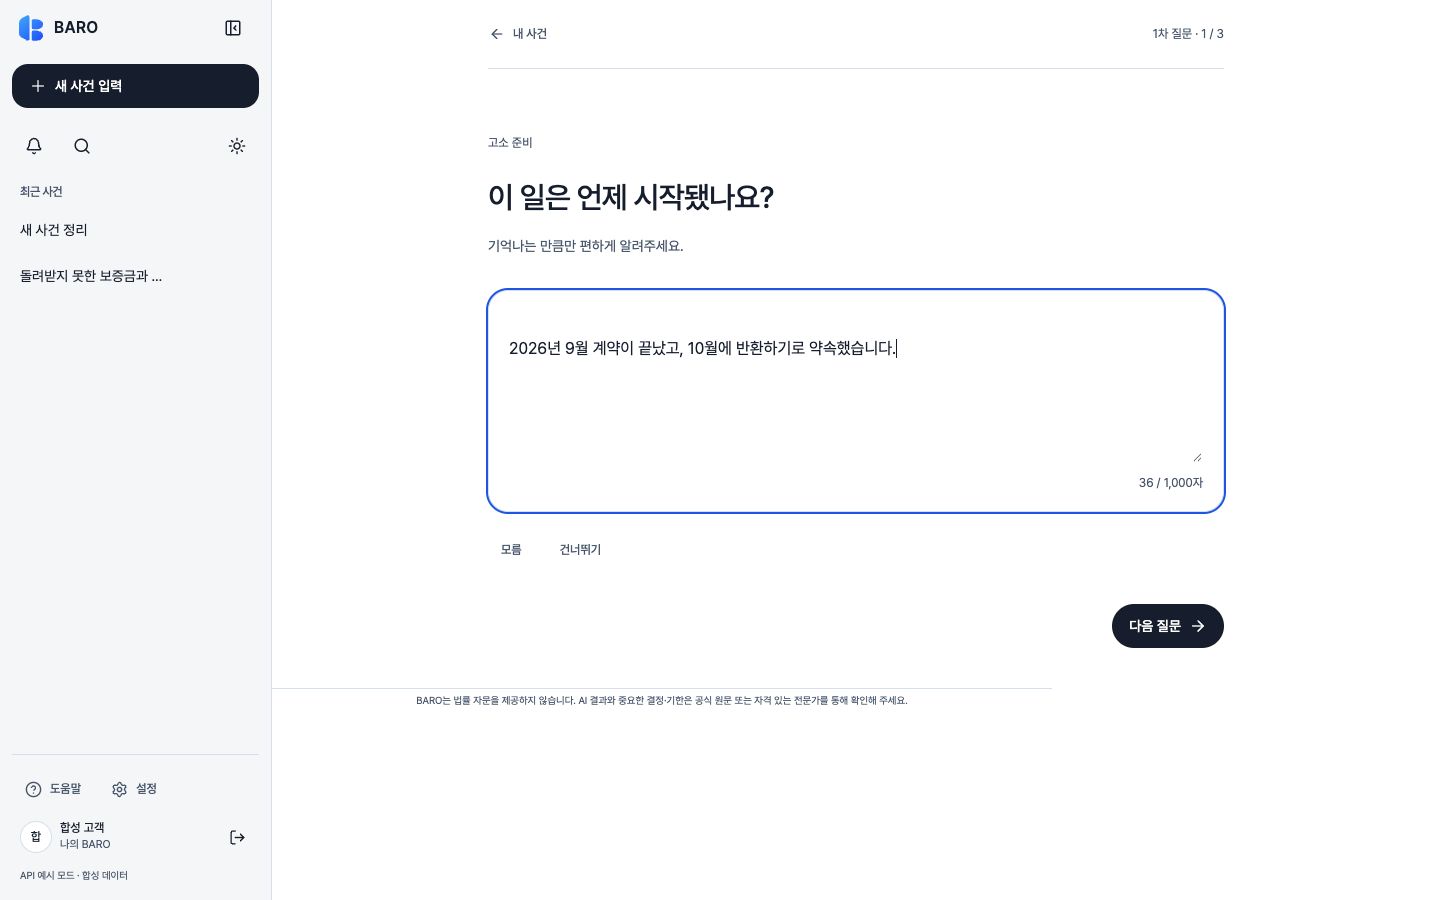 BARO
새 사건 입력
최근 사건
새 사건 정리
돌려받지 못한 보증금과 ...
도움말
설정
합
합성 고객
나의 BARO
API 예시 모드 · 합성 데이터
내 사건
1차 질문 · 1 / 3
고소 준비
이 일은 언제 시작됐나요?
기억나는 만큼만 편하게 알려주세요.
2026년 9월 계약이 끝났고, 10월에 반환하기로 약속했습니다.
36 / 1,000자
모름
건너뛰기
다음 질문
BARO는 법률 자문을 제공하지 않습니다. AI 결과와 중요한 결정·기한은 공식 원문 또는 자격 있는 전문가를 통해 확인해 주세요.